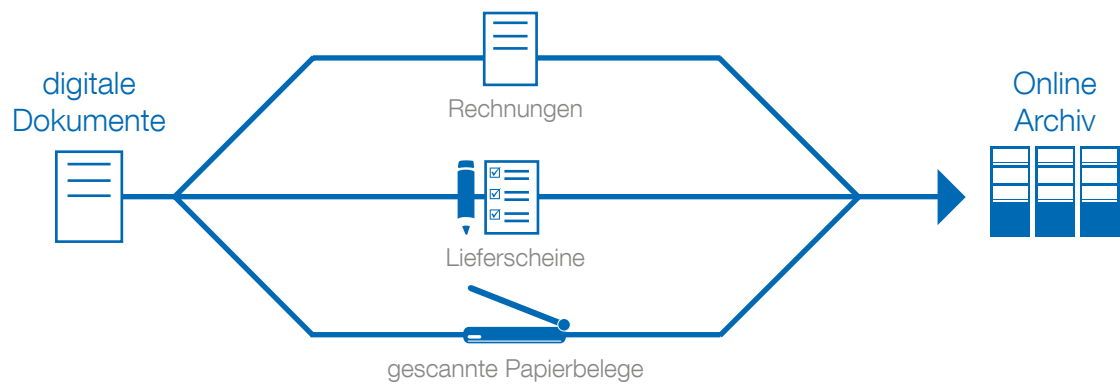 digitale
Dokumente
Rechnungen
Lieferscheine
gescannte Papierbelege
Online
Archiv